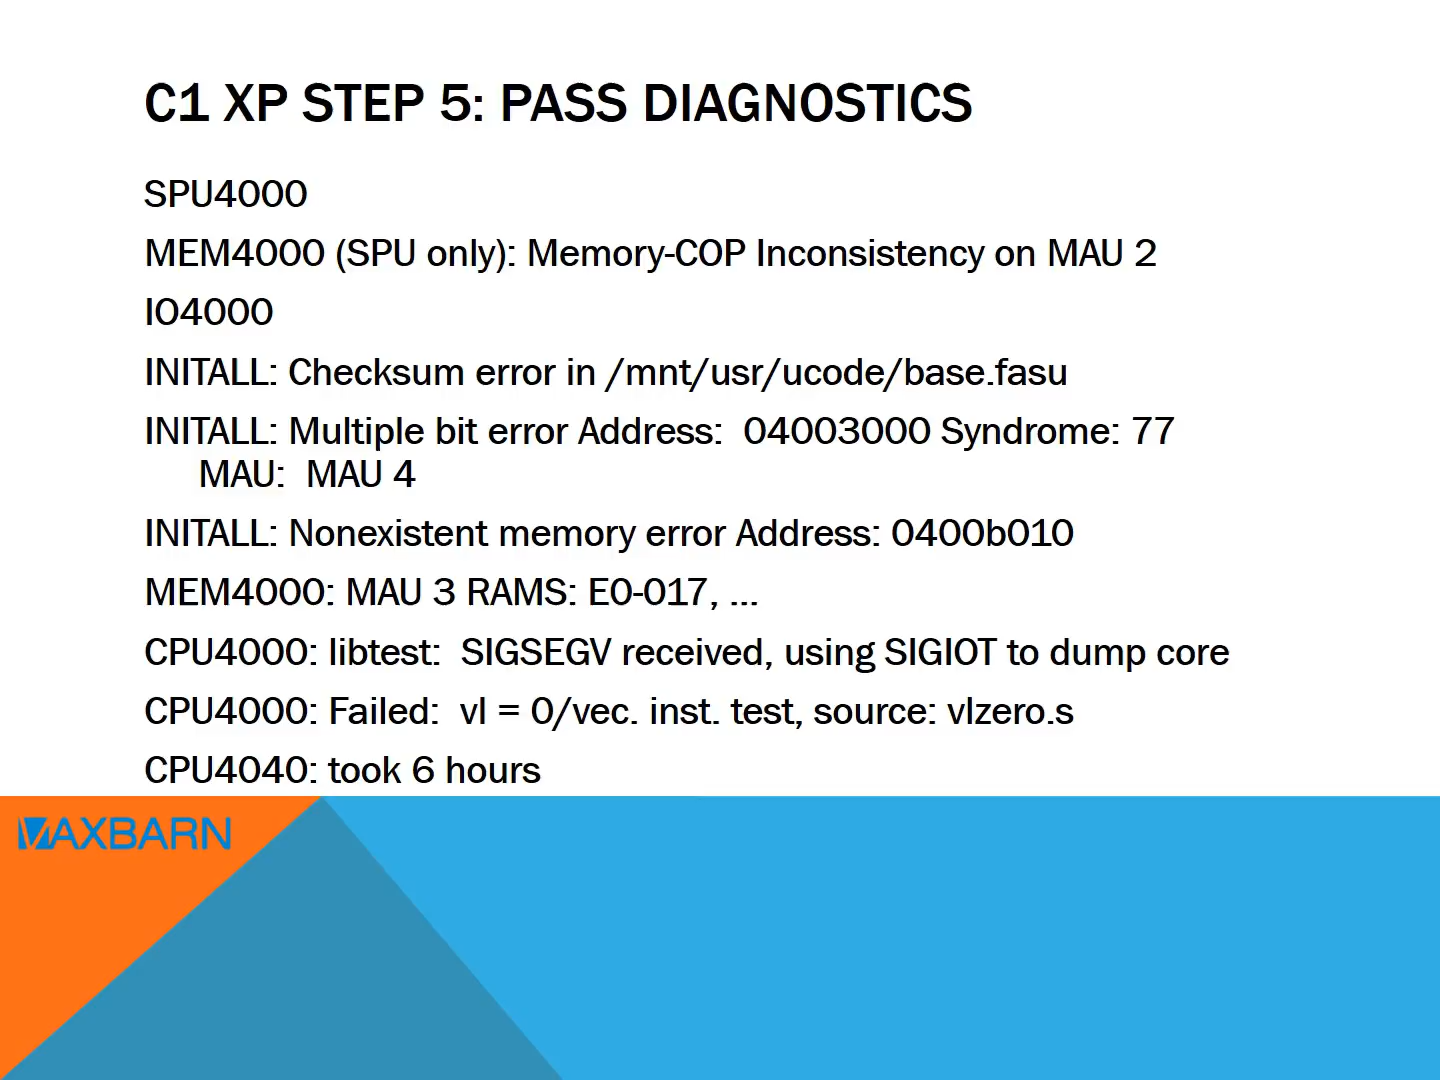 C1 XP STEP 5: PASS DIAGNOSTICS
SPU4000
MEM4000 (SPU only): Memory-COP Inconsistency on MAU 2
IO4000
INITALL: Checksum error in /mnt/usr/ucode/base.fasu
INITALL: Multiple bit error Address:  04003000 Syndrome: 77
MAU:  MAU 4
INITALL: Nonexistent memory error Address: 0400b010
MEM4000: MAU 3 RAMS: E0-017, ...
CPU4000: libtest:  SIGSEGV received, using SIGIOT to dump core
CPU4000: Failed:  vl = 0/vec. inst. test, source: vlzero.s
CPU4040: took 6 hours
VAXBARN